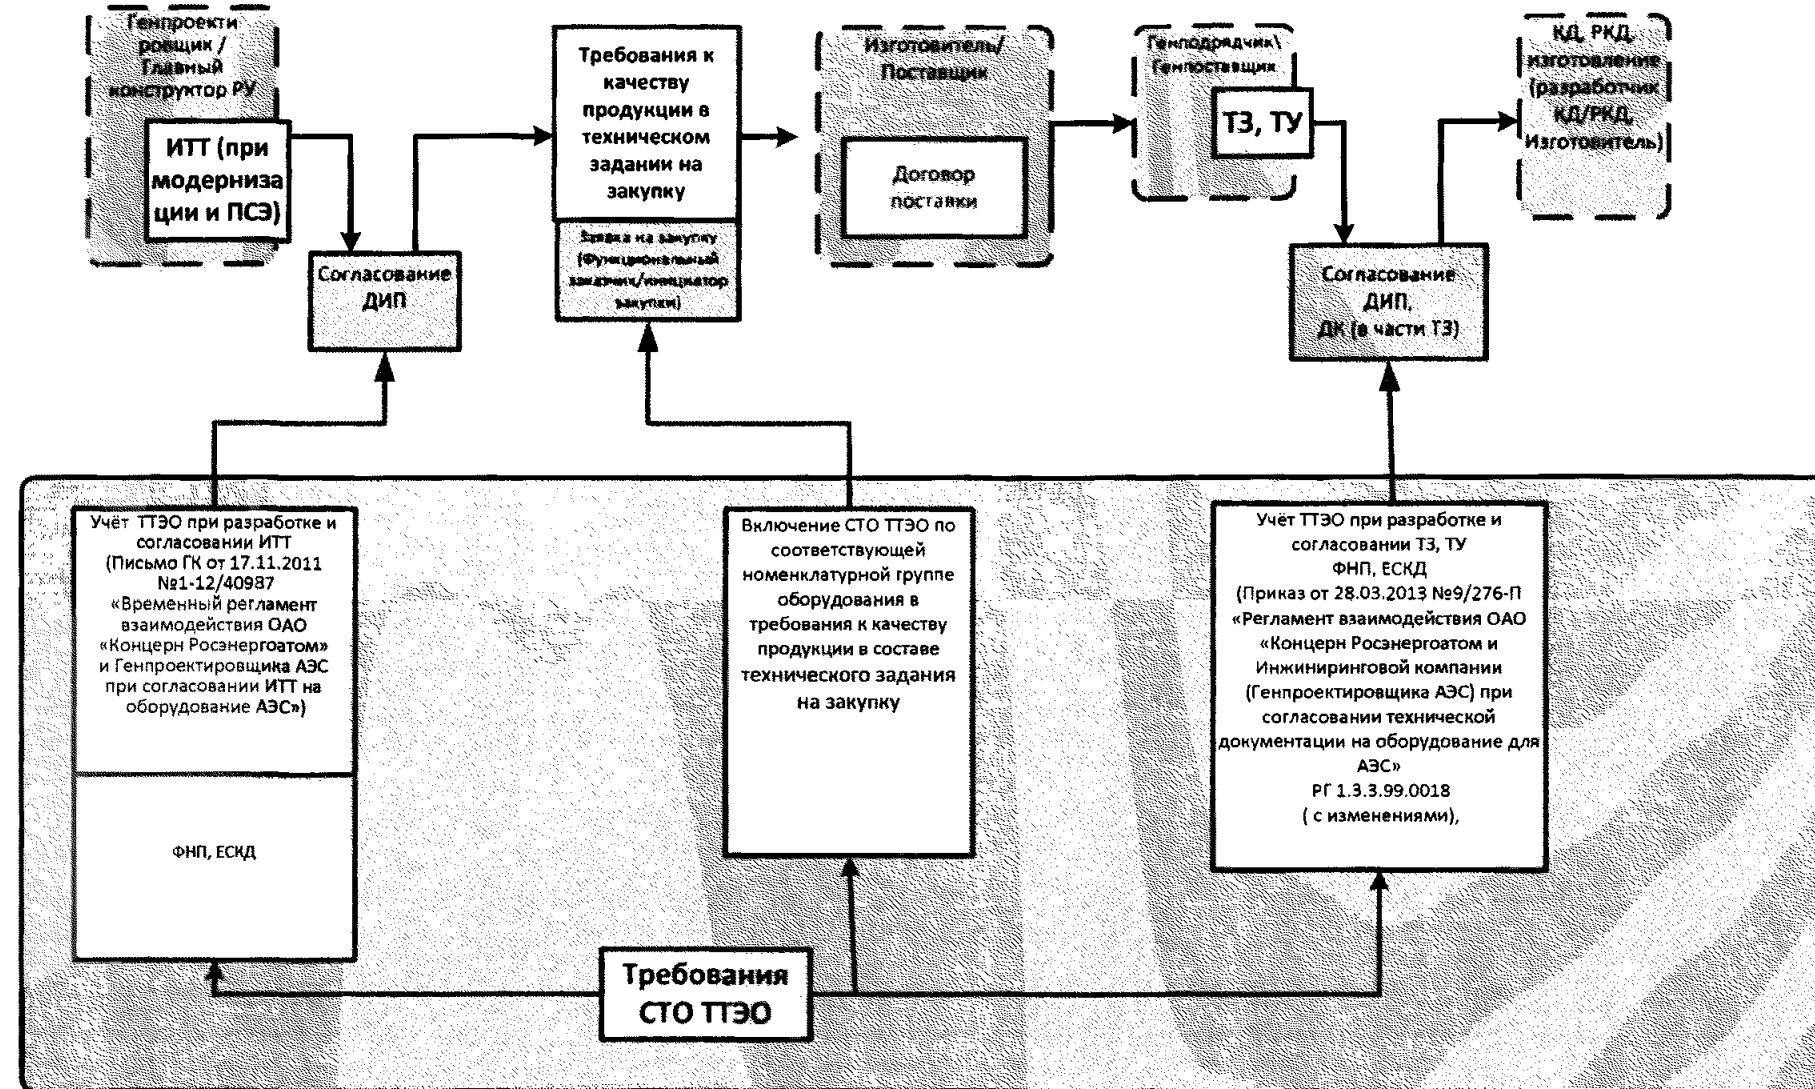 Генпроекти
ровщик /
Главный
конструктор РУ
ИТТ (при
модерниза
ции и ПСЭ)
Согласование
ДИП
Требования к
качеству
продукции в
техническом
задании на
закупку
Заявка на закупку
(Функциональный
заказчик/инициатор
закупки)
Изготовитель/
Поставщик
Договор
поставки
Генподрядчик\
Генпоставщик
ТЗ, ТУ
Согласование
ДИП,
ДК (в части ТЗ)
КД, РКД,
изготовление
(разработчик
КД/РКД,
Изготовитель)
Учёт ТТЭО при разработке и
согласовании ИТТ
(Письмо ГК от 17.11.2011
№1-12/40987
«Временный регламент
взаимодействия ОАО
«Концерн Росэнергоатом»
и Генпроектировщика АЭС
при согласовании ИТТ на
оборудование АЭС»)
ФНП, ЕСКД
Включение СТО ТТЭО по
соответствующей
номенклатурной группе
оборудования в
требования к качеству
продукции в составе
технического задания
на закупку
Учёт ТТЭО при разработке и
согласовании ТЗ, ТУ
ФНП, ЕСКД
(Приказ от 28.03.2013 №9/276-П
«Регламент взаимодействия ОАО
«Концерн Росэнергоатом и
Инжиниринговой компании
(Генпроектировщика АЭС) при
согласовании технической
документации на оборудование для
АЭС»
РГ 1.3.3.99.0018
( с изменениями),
Требования
СТО ТТЭО